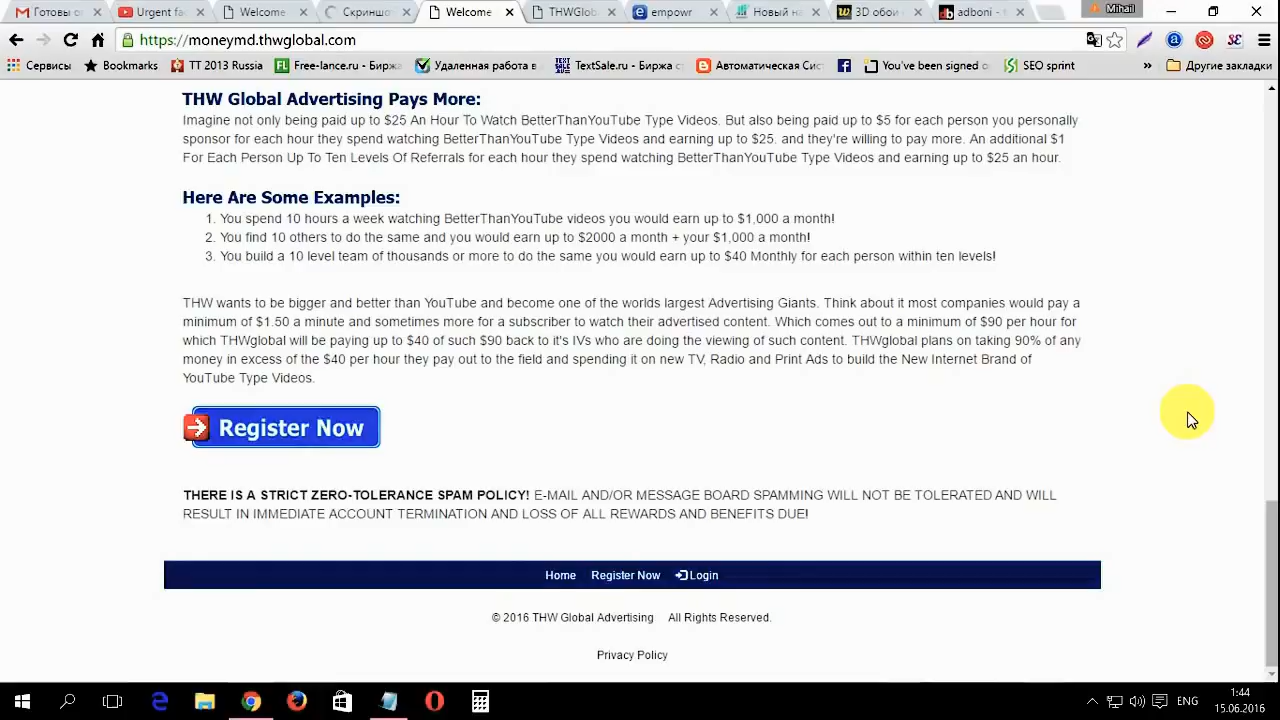 Готовы о
Urgent fac
Welcome
Скриншо
Welcome
THWGlob
empowr
Новый на
3D обои
adboni - т
Mihail
https://moneymd.thwglobal.com
Сервисы
Bookmarks
TT 2013 Russia
Free-lance.ru - Бирж
Удаленная работа в
TextSale.ru - Биржа с
Автоматическая Сис
You've been signed o
SEO sprint
»
Другие закладки
THW Global Advertising Pays More:
Imagine not only being paid up to $25 An Hour To Watch BetterThanYouTube Type Videos. But also being paid up to $5 for each person you personally
sponsor for each hour they spend watching BetterThanYouTube Type Videos and earning up to $25. and they're willing to pay more. An additional $1
For Each Person Up To Ten Levels Of Referrals for each hour they spend watching BetterThanYouTube Type Videos and earning up to $25 an hour.
Here Are Some Examples:
1. You spend 10 hours a week watching BetterThanYouTube videos you would earn up to $1,000 a month!
2. You find 10 others to do the same and you would earn up to $2000 a month + your $1,000 a month!
3. You build a 10 level team of thousands or more to do the same you would earn up to $40 Monthly for each person within ten levels!
THW wants to be bigger and better than YouTube and become one of the worlds largest Advertising Giants. Think about it most companies would pay a
minimum of $1.50 a minute and sometimes more for a subscriber to watch their advertised content. Which comes out to a minimum of $90 per hour for
which THWglobal will be paying up to $40 of such $90 back to it's IVs who are doing the viewing of such content. THWglobal plans on taking 90% of any
money in excess of the $40 per hour they pay out to the field and spending it on new TV, Radio and Print Ads to build the New Internet Brand of
YouTube Type Videos.
Register Now
THERE IS A STRICT ZERO-TOLERANCE SPAM POLICY! E-MAIL AND/OR MESSAGE BOARD SPAMMING WILL NOT BE TOLERATED AND WILL
RESULT IN IMMEDIATE ACCOUNT TERMINATION AND LOSS OF ALL REWARDS AND BENEFITS DUE!
Home Register Now Login
© 2016 THW Global Advertising All Rights Reserved.
Privacy Policy
ENG
1:44
15.06.2016